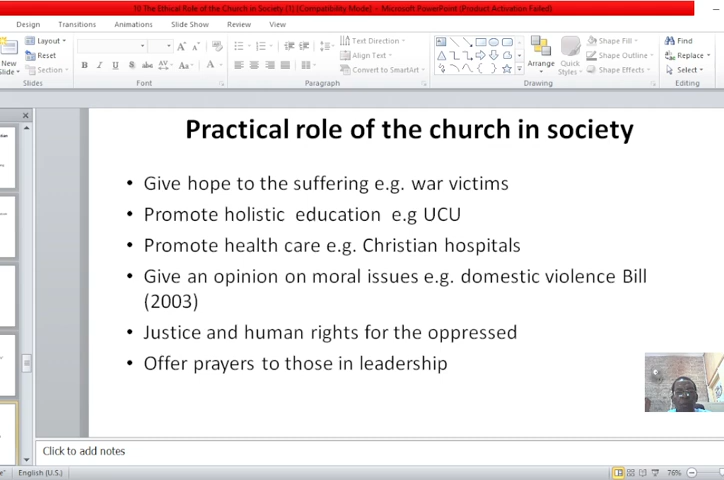 10 The Ethical Role of the Church in Society (1) [Compatibility Mode] - Microsoft PowerPoint (Product Activation Failed)
Design Transitions Animations Slide Show Review View
New
Slide
Layout
Reset
Section
Slides
B I U S abc AV Aa A
Font
Paragraph
Text Direction
Align Text
Convert to SmartArt
Arrange
Quick
Styles
Shape Fill
Shape Outline
Shape Effects
Drawing
Find
Replace
Select
Editing
Practical role of the church in society
• Give hope to the suffering e.g. war victims
• Promote holistic education e.g UCU
• Promote health care e.g. Christian hospitals
• Give an opinion on moral issues e.g. domestic violence Bill
(2003)
• Justice and human rights for the oppressed
• Offer prayers to those in leadership
Click to add notes
English (U.S.)
76%